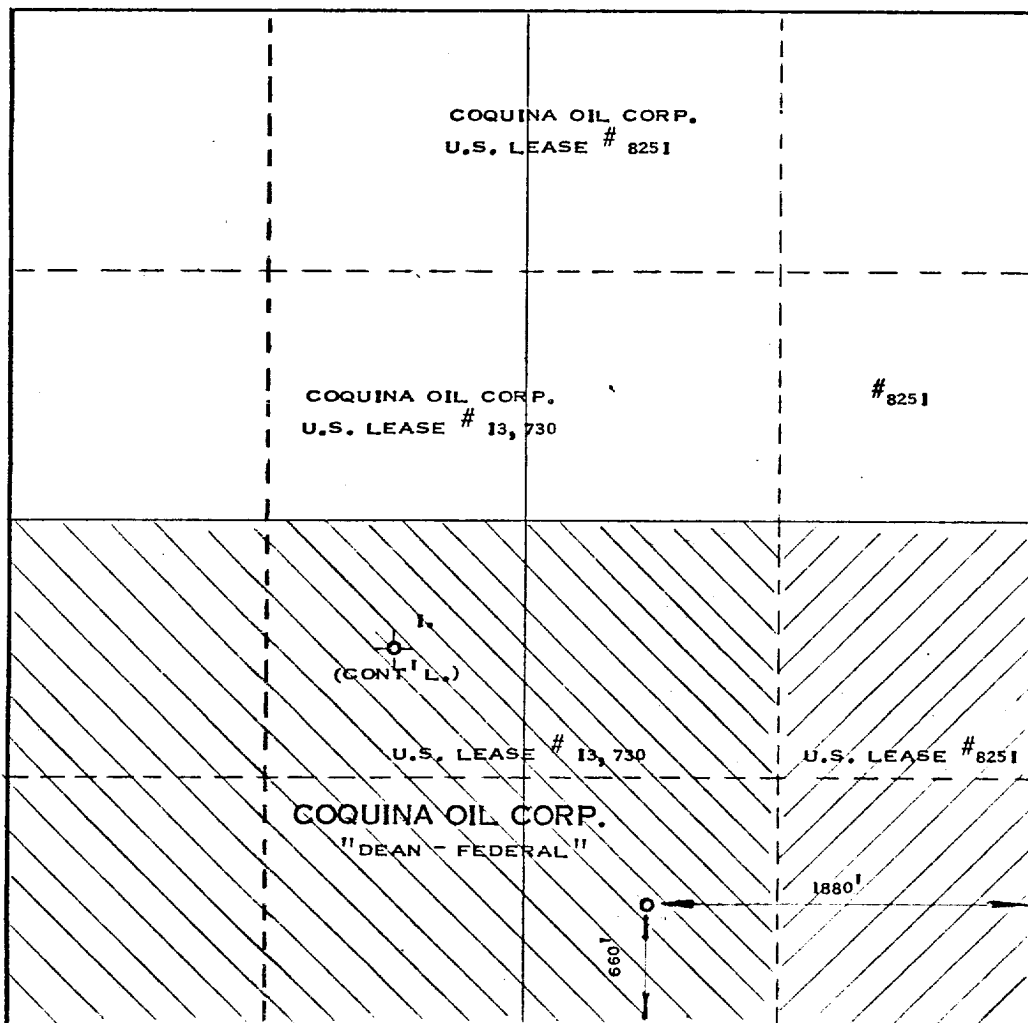 COQUINA OIL CORP.
U.S. LEASE # 8251
COQUINA OIL CORP.
U.S. LEASE # 13,730
#8251
1.
(CONT'L.)
U.S. LEASE # 13,730
U.S. LEASE #8251
COQUINA OIL CORP.
"DEAN - FEDERAL"
1880'
660'